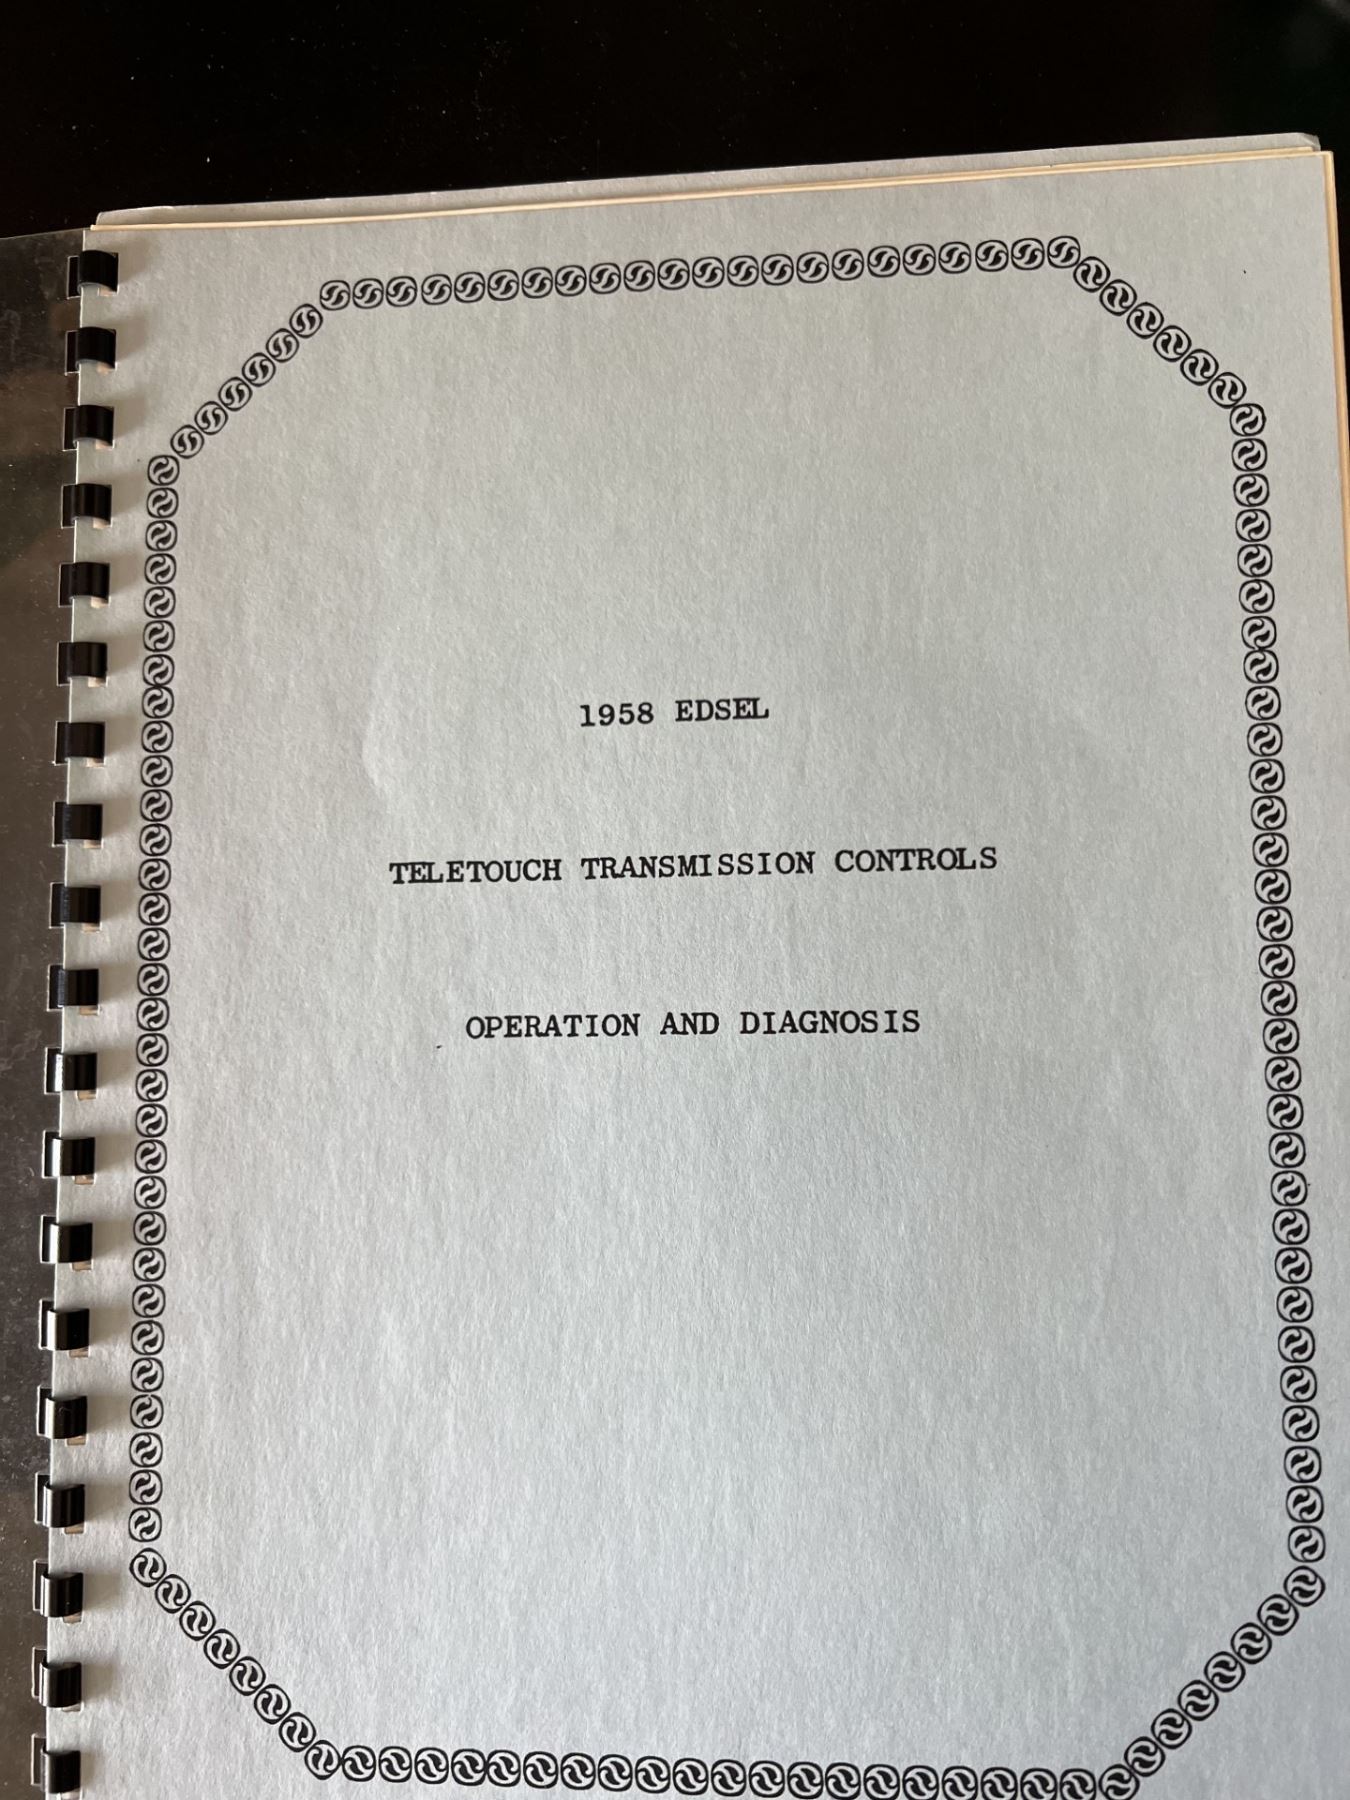 1958 EDSEL
TELETOUCH TRANSMISSION CONTROLS
OPERATION AND DIAGNOSIS